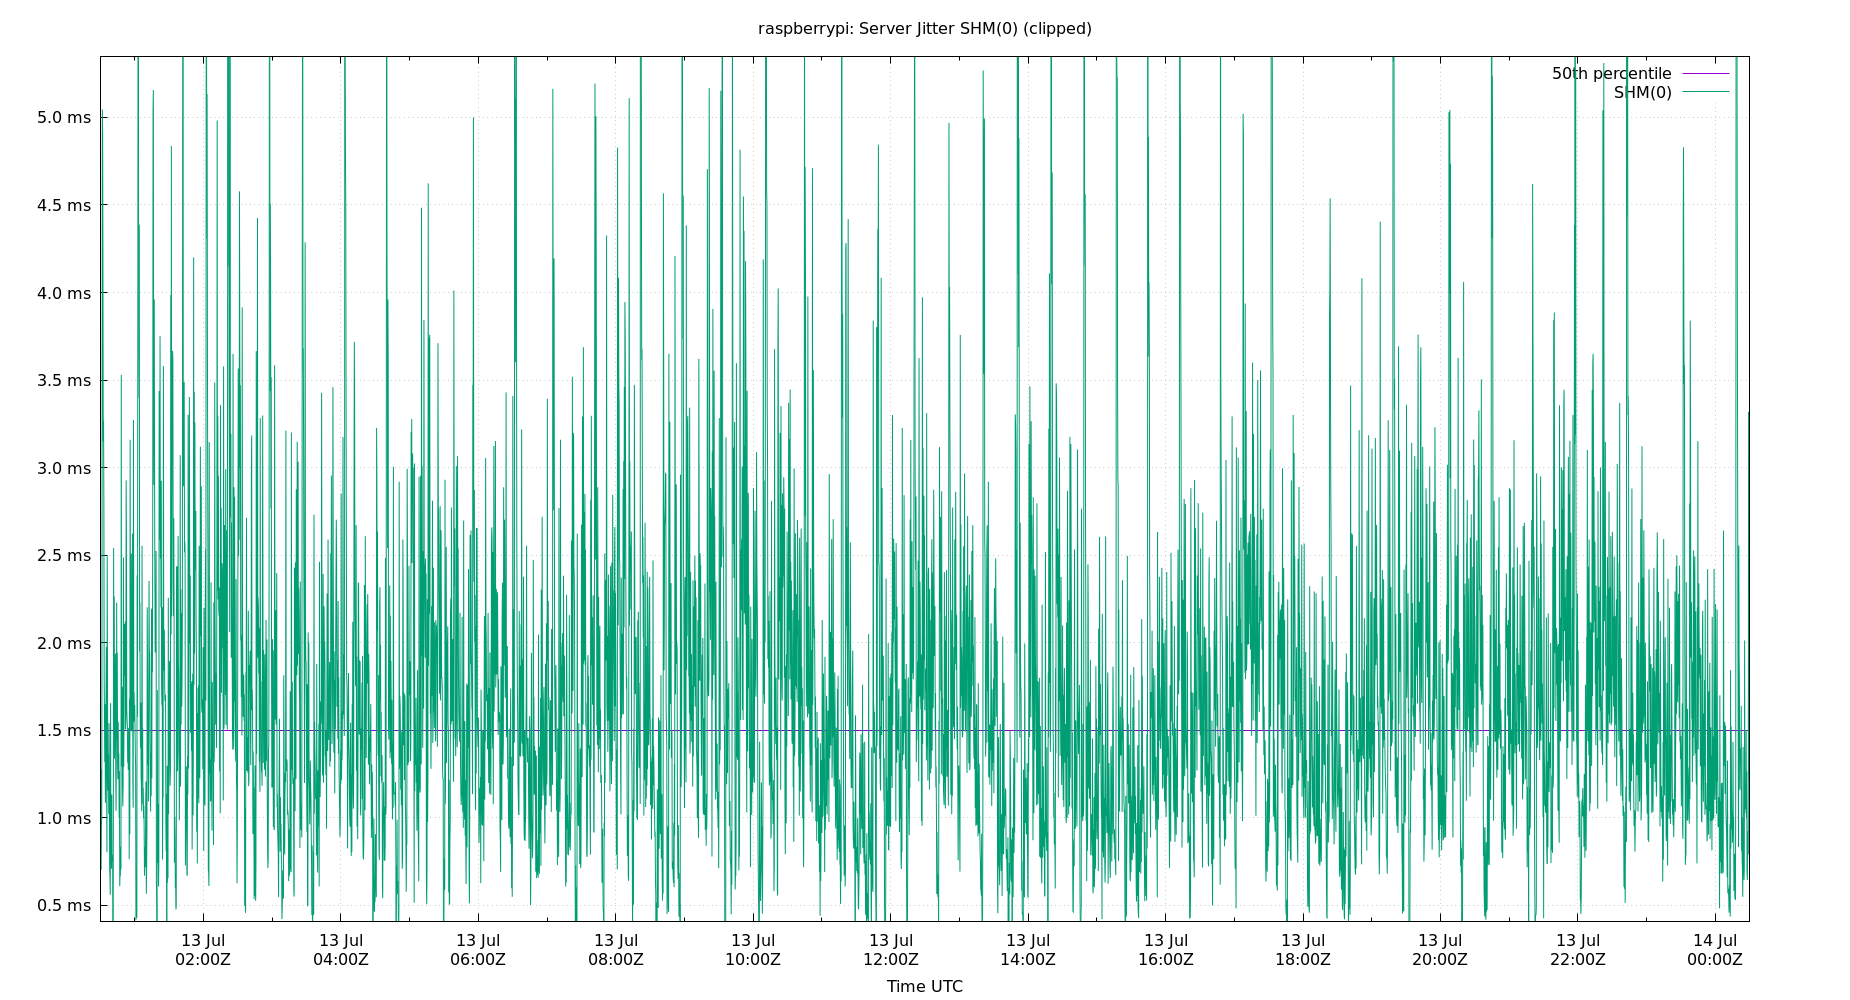 raspberrypi: Server Jitter SHM(0) (clipped)
50th percentile
SHM(0)
5.0 ms
4.5 ms
4.0 ms
3.5 ms
3.0 ms
2.5 ms
2.0 ms
1.5 ms
1.0 ms
0.5 ms
13 Jul 13 Jul 13 Jul 13 Jul 13 Jul 13 Jul 13 Jul 13 Jul 13 Jul 13 Jul 13 Jul 14 Jul
02:00Z 04:00Z 06:00Z 08:00Z 10:00Z 12:00Z 14:00Z 16:00Z 18:00Z 20:00Z 22:00Z 00:00Z
Time UTC